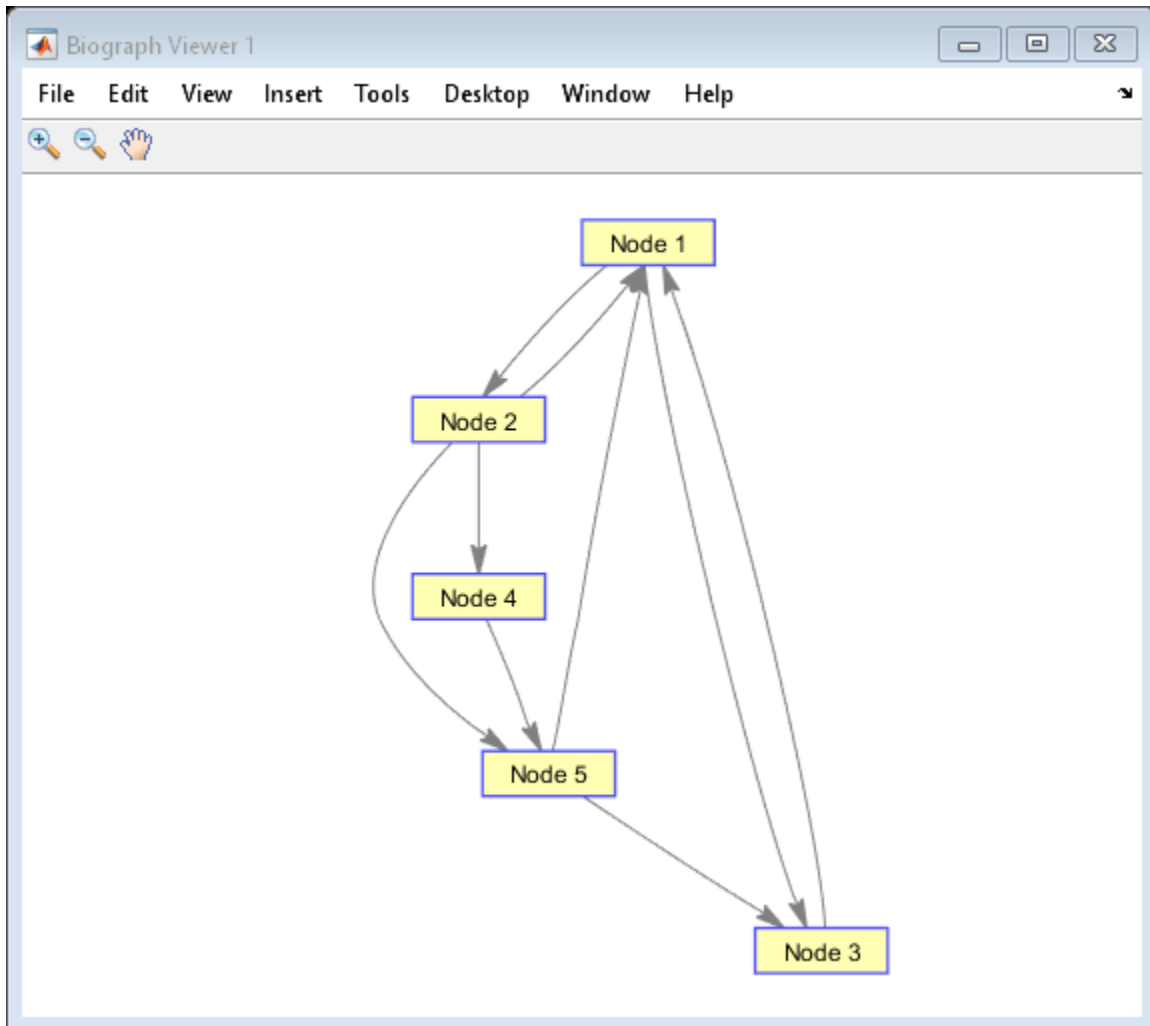 Biograph Viewer 1
File Edit View Insert Tools Desktop Window Help
Node 1
Node 2
Node 4
Node 5
Node 3